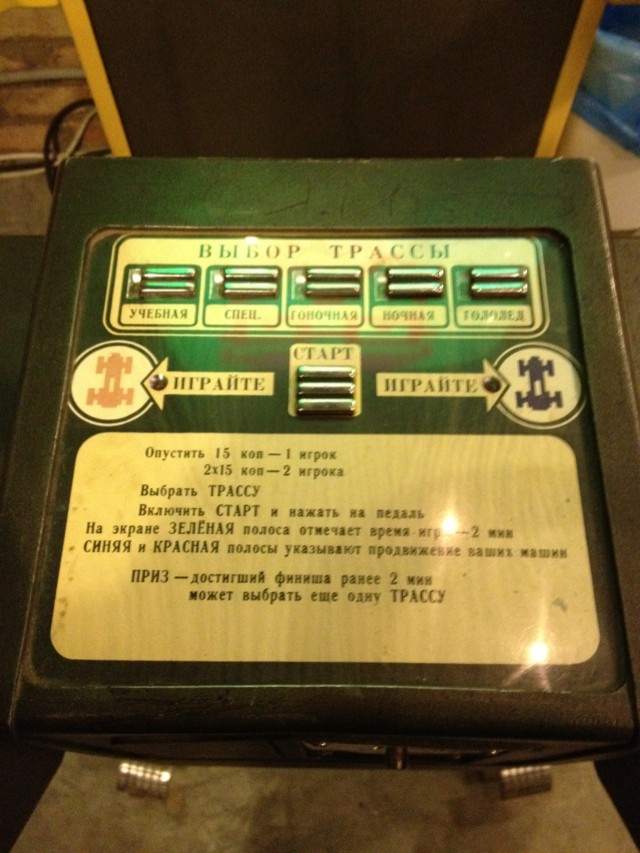 ВЫБОР ТРАССЫ
УЧЕБНАЯ СПЕЦ. ГОНОЧНАЯ НОЧНАЯ ГОЛОЛЕД
СТАРТ
ИГРАЙТЕ ИГРАЙТЕ
Опустить 15 коп — 1 игрок
2х15 коп — 2 игрока
Выбрать ТРАССУ
Включить СТАРТ и нажать на педаль
На экране ЗЕЛЁНАЯ полоса отмечает время игры — 2 мин
СИНЯЯ и КРАСНАЯ полосы указывают продвижение ваших машин
ПРИЗ — достигший финиша ранее 2 мин
может выбрать еще одну ТРАССУ